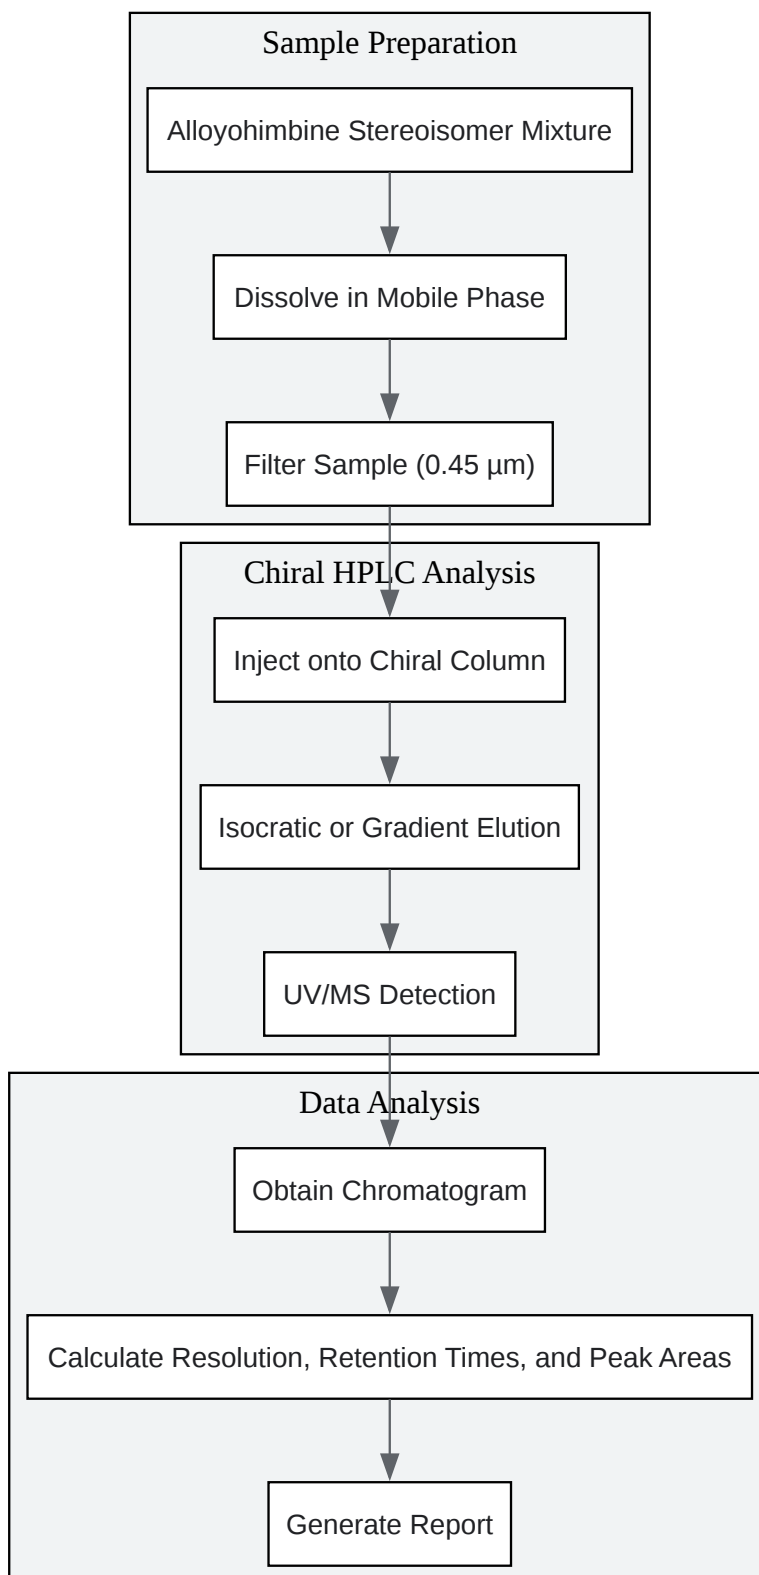 Sample Preparation
Alloyohimbine Stereoisomer Mixture
Dissolve in Mobile Phase
Filter Sample (0.45 µm)
Chiral HPLC Analysis
Inject onto Chiral Column
Isocratic or Gradient Elution
UV/MS Detection
Data Analysis
Obtain Chromatogram
Calculate Resolution, Retention Times, and Peak Areas
Generate Report